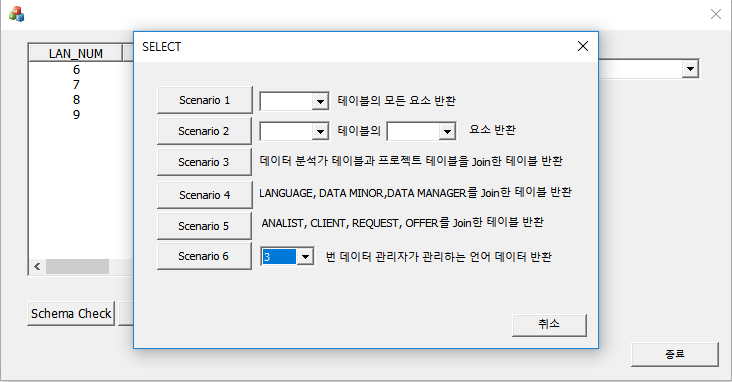 SELECT
LAN_NUM
6
7
8
9
Scenario 1 테이블의 모든 요소 반환
Scenario 2 테이블의 요소 반환
Scenario 3 데이터 분석가 테이블과 프로젝트 테이블을 Join한 테이블 반환
Scenario 4 LANGUAGE, DATA MINOR,DATA MANAGER를 Join한 테이블 반환
Scenario 5 ANALIST, CLIENT, REQUEST, OFFER를 Join한 테이블 반환
Scenario 6 3 번 데이터 관리자가 관리하는 언어 데이터 반환
Schema Check
취소
종료